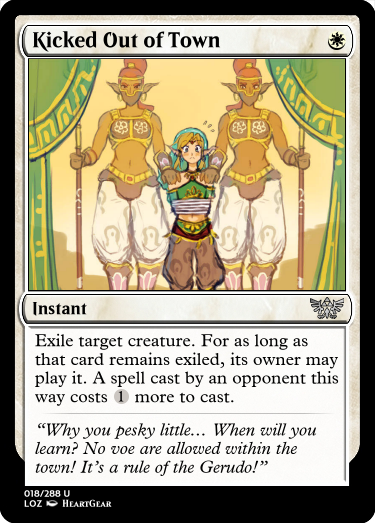 Kicked Out of Town
Instant
Exile target creature. For as long as
that card remains exiled, its owner may
play it. A spell cast by an opponent this
way costs 1 more to cast.
“Why you pesky little… When will you
learn? No voe are allowed within the
town! It’s a rule of the Gerudo!”
018/288 U
LOZ HeartGear